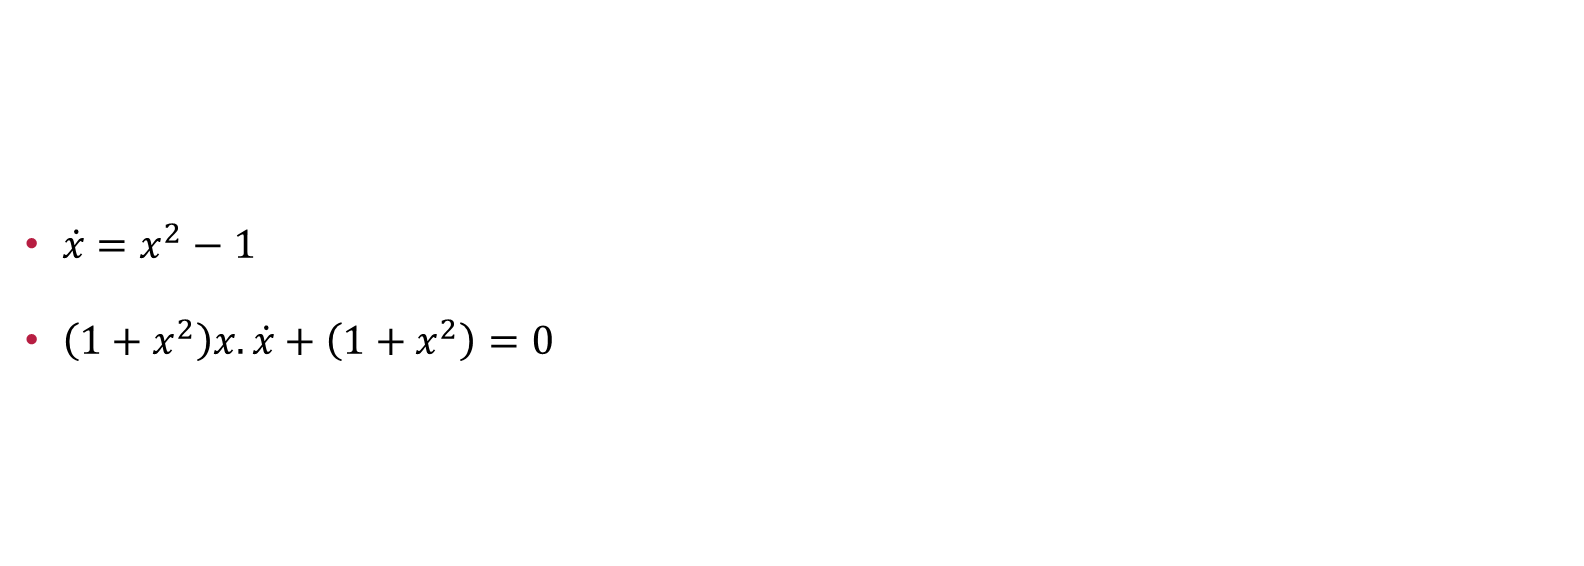 • ẋ = x² − 1
• (1 + x²)x. ẋ + (1 + x²) = 0